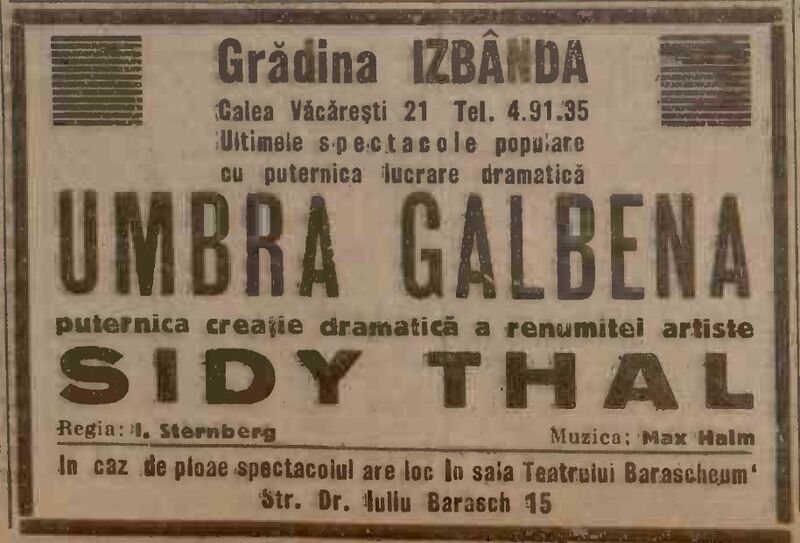 Grădina IZBÂNDA
Calea Văcărești 21 Tel. 4.91.35
Ultimele spectacole populare
cu puternica lucrare dramatică
UMBRA GALBENA
puternica creație dramatică a renumitei artiste
SIDY THAL
Regia: I. Sternberg Muzica: Max Halm
In caz de ploae spectacolul are loc în sala Teatrului Barascheum'
Str. Dr. Iuliu Barasch 15